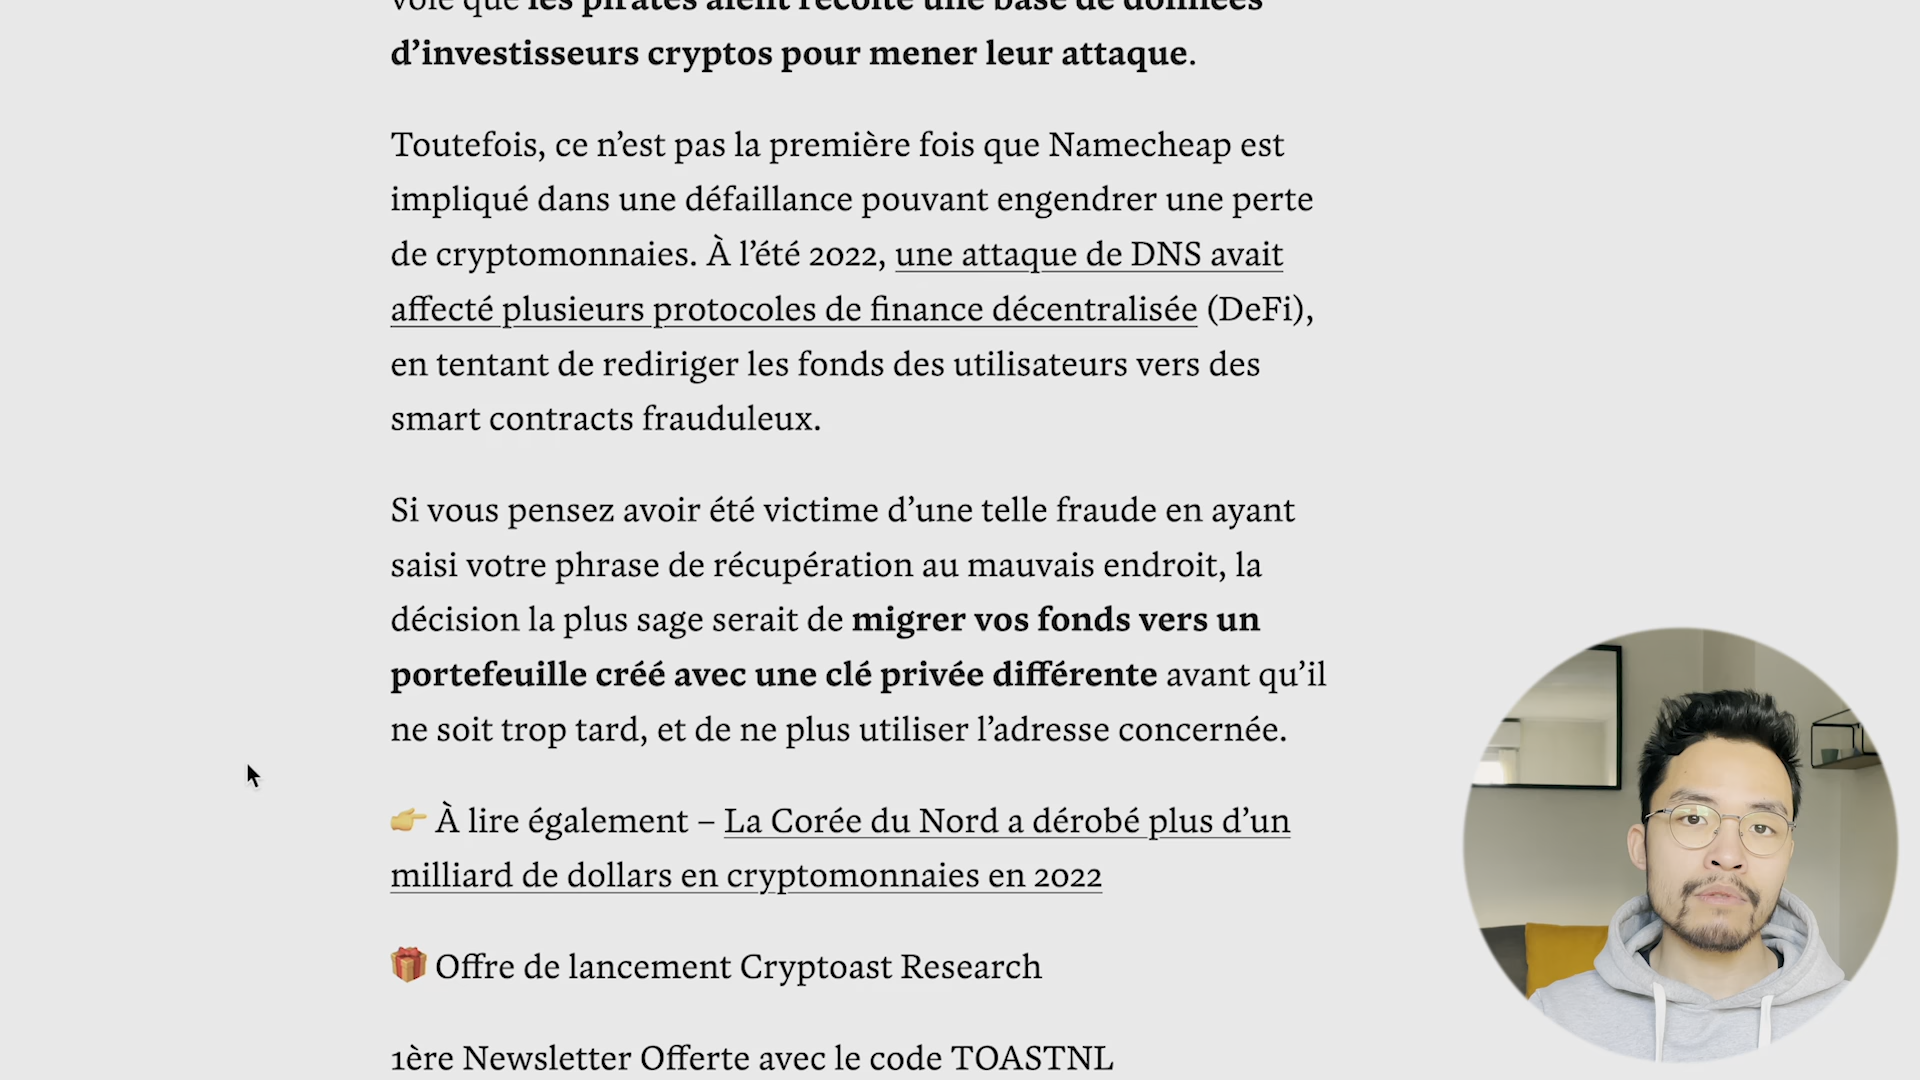 voie que les pirates aient récolté une base de données
d’investisseurs cryptos pour mener leur attaque.
Toutefois, ce n’est pas la première fois que Namecheap est
impliqué dans une défaillance pouvant engendrer une perte
de cryptomonnaies. À l’été 2022, une attaque de DNS avait
affecté plusieurs protocoles de finance décentralisée (DeFi),
en tentant de rediriger les fonds des utilisateurs vers des
smart contracts frauduleux.
Si vous pensez avoir été victime d’une telle fraude en ayant
saisi votre phrase de récupération au mauvais endroit, la
décision la plus sage serait de migrer vos fonds vers un
portefeuille créé avec une clé privée différente avant qu’il
ne soit trop tard, et de ne plus utiliser l’adresse concernée.
👉 À lire également – La Corée du Nord a dérobé plus d’un
milliard de dollars en cryptomonnaies en 2022
🎁 Offre de lancement Cryptoast Research
1ère Newsletter Offerte avec le code TOASTNL